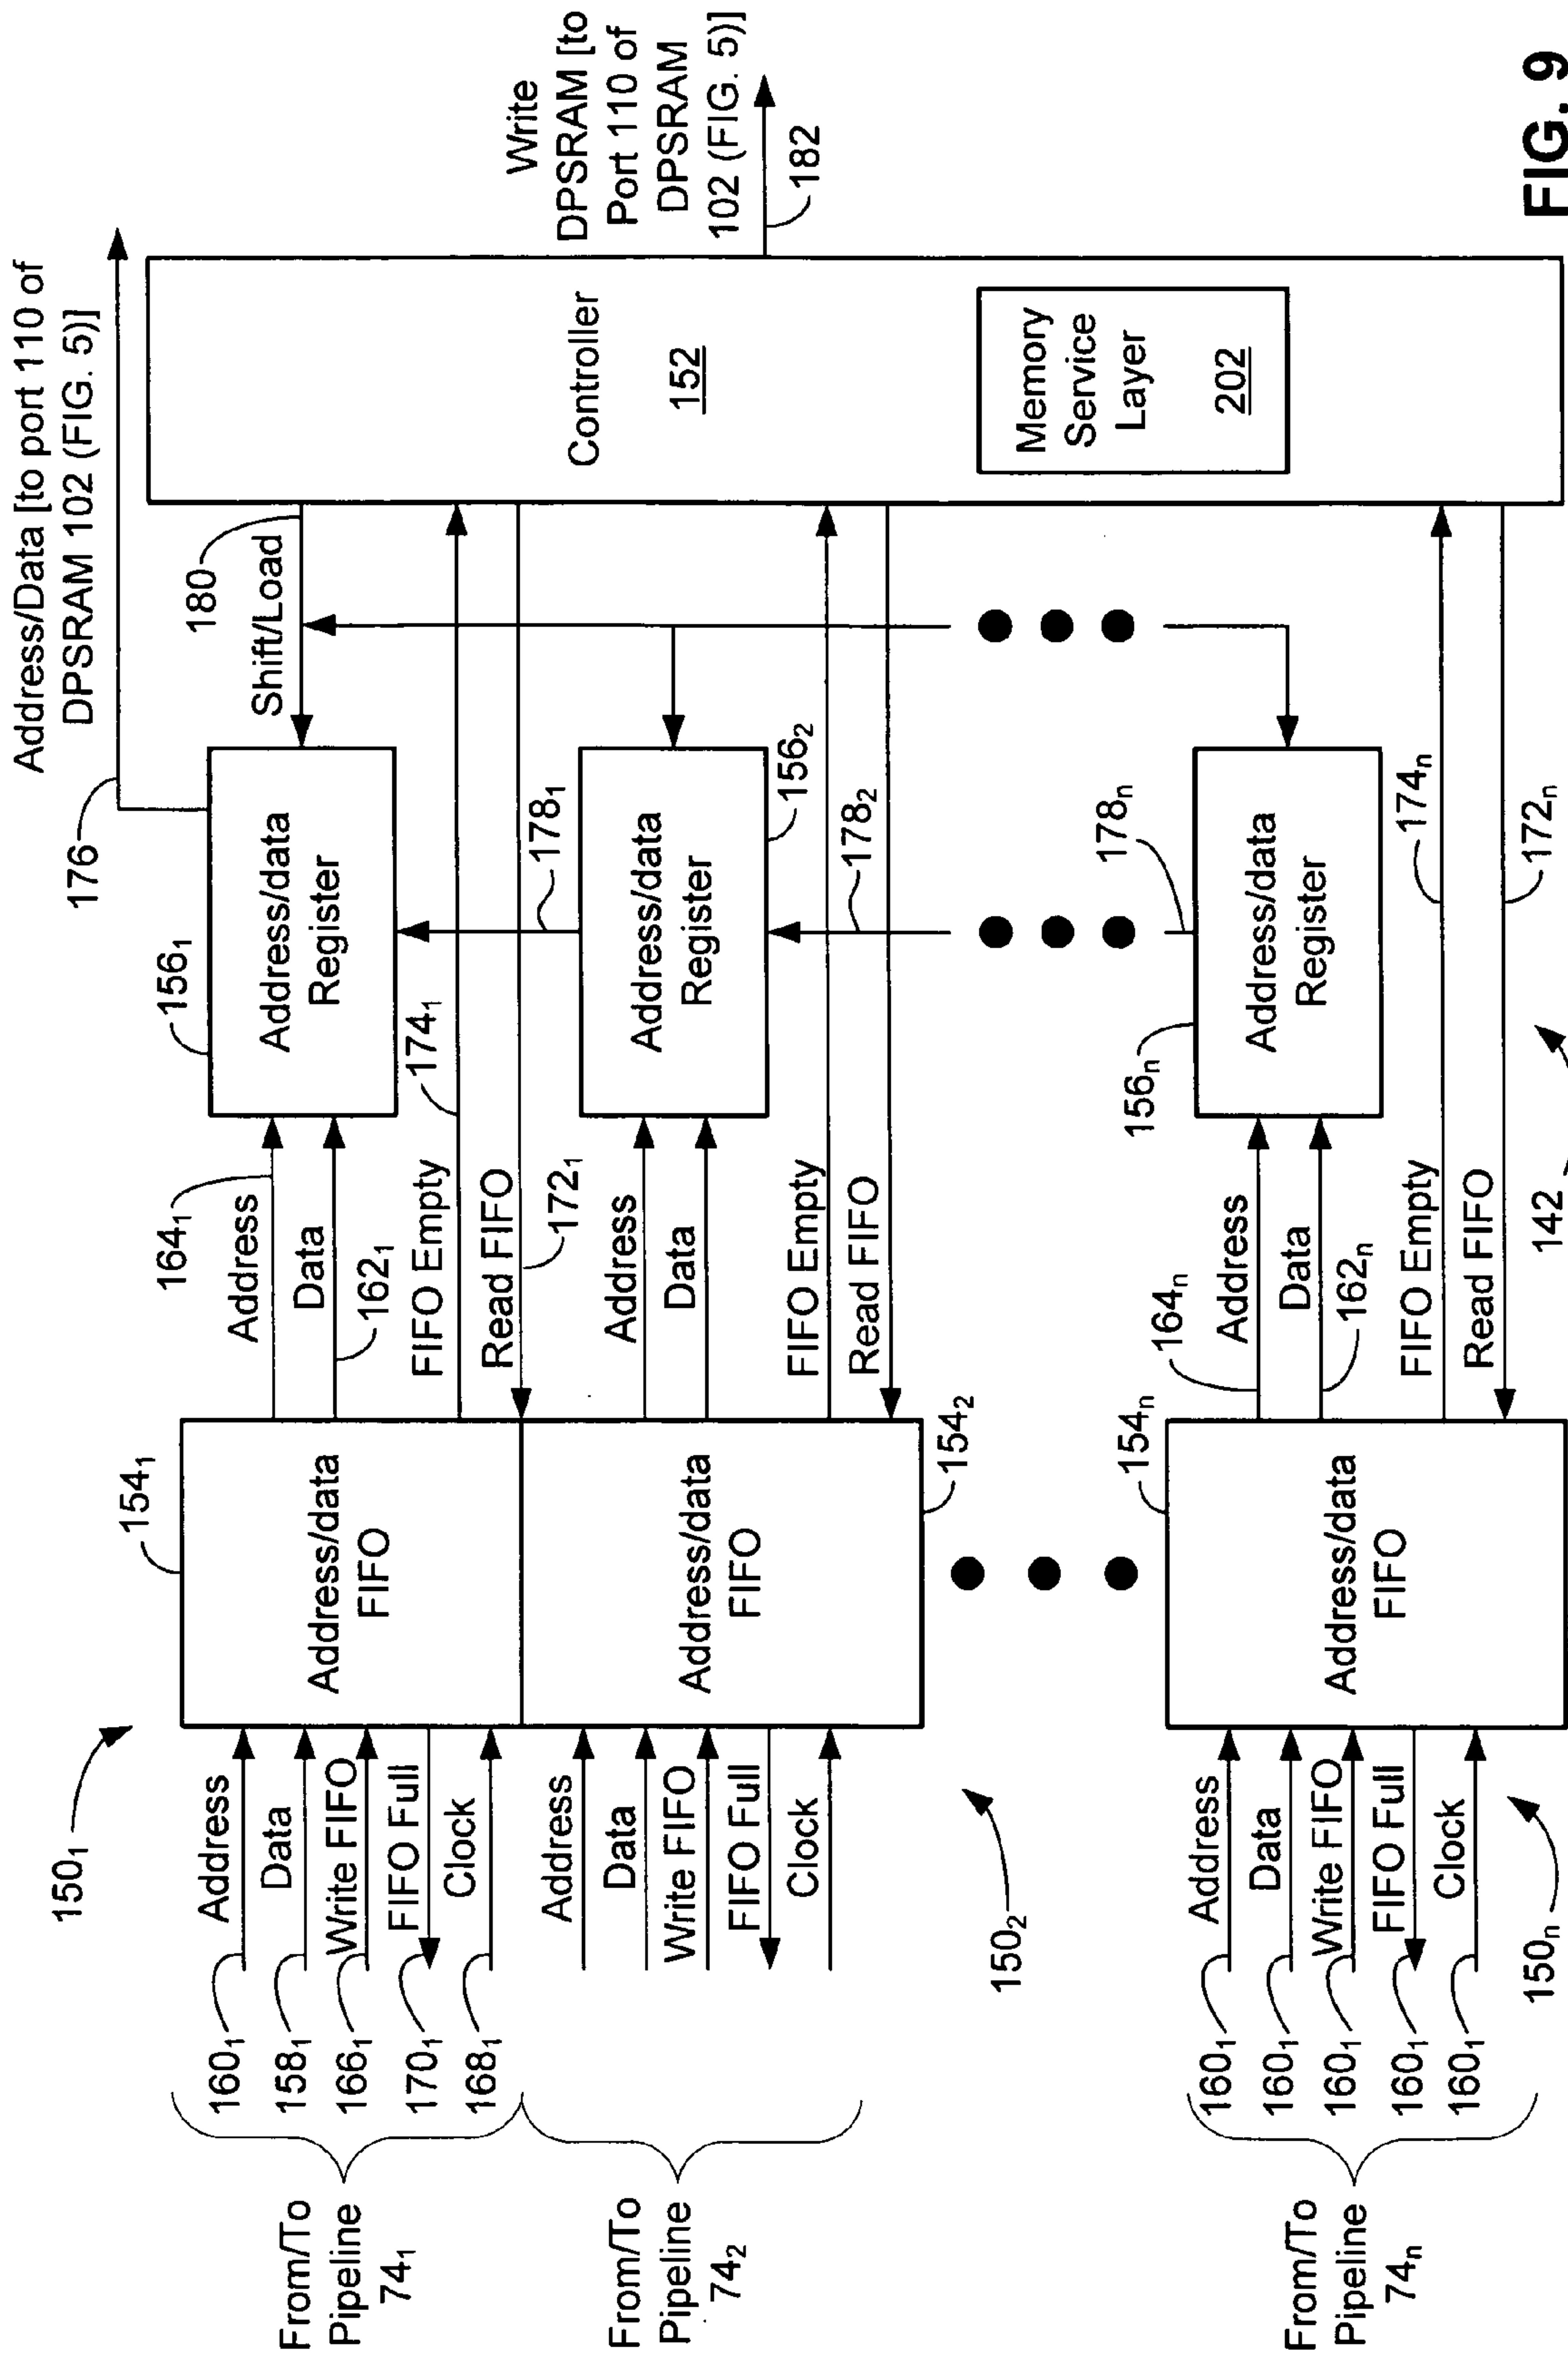 Address/Data [to port 110 of
DPSRAM 102 (FIG. 5)]
176
Write
DPSRAM [to
Port 110 of
DPSRAM
102 (FIG. 5)]
182
150₁
154₁
156₁
164₁
180
Shift/Load
From/To
Pipeline
74₁
160₁
158₁
166₁
170₁
168₁
Address
Data
Write FIFO
FIFO Full
Clock
Address/data
FIFO
Address
Data
162₁
FIFO Empty
174₁
Read FIFO
172₁
Address/data
Register
178₁
Controller
152
Memory
Service
Layer
202
From/To
Pipeline
74₂
Address
Data
Write FIFO
FIFO Full
Clock
150₂
Address/data
FIFO
154₂
Address
Data
FIFO Empty
Read FIFO
Address/data
Register
156₂
178₂
From/To
Pipeline
74ₙ
160₁
160₁
160₁
160₁
160₁
Address
Data
Write FIFO
FIFO Full
Clock
150ₙ
154ₙ
Address/data
FIFO
164ₙ
Address
Data
162ₙ
FIFO Empty
Read FIFO
156ₙ
178ₙ
Address/data
Register
174ₙ
172ₙ
142
FIG. 9